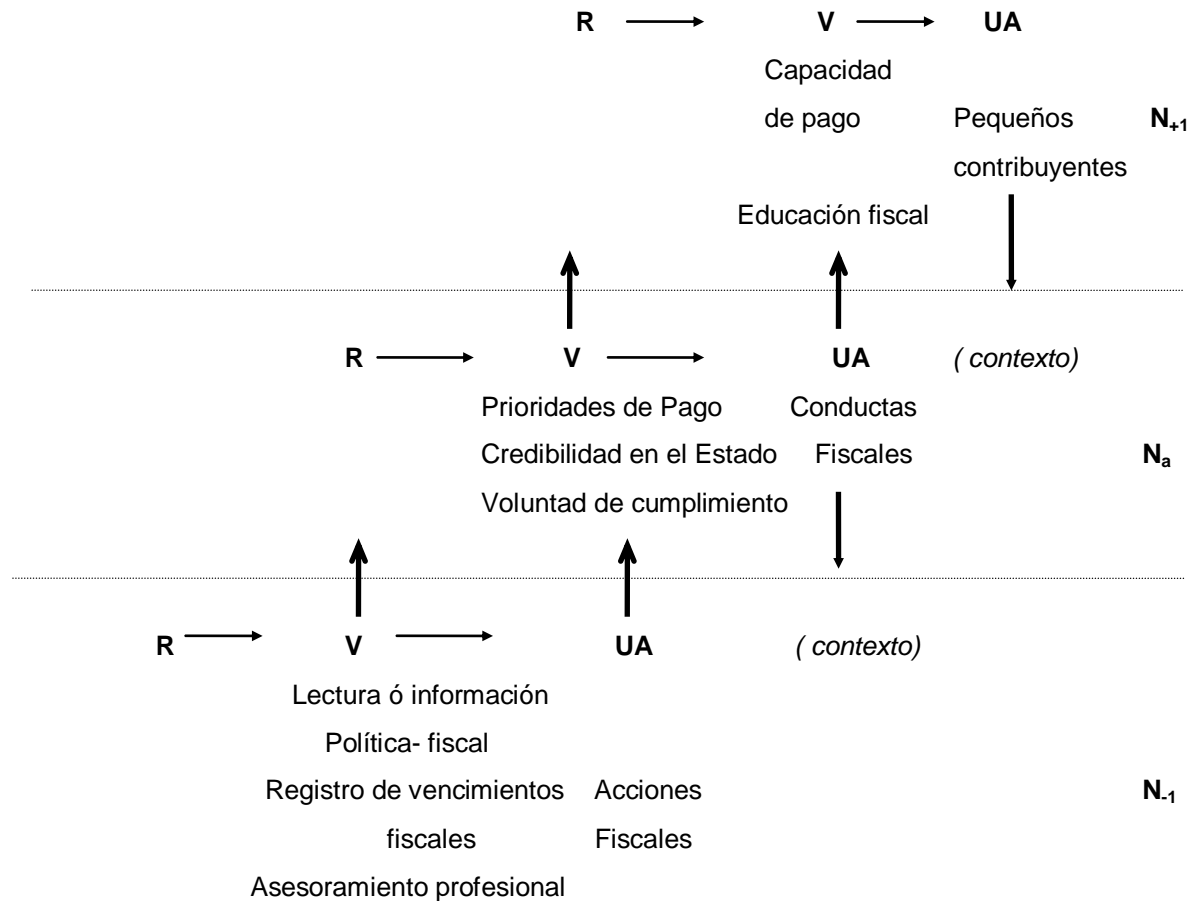 R V UA
Capacidad
de pago Pequeños N+1
contribuyentes
Educación fiscal
R V UA ( contexto)
Prioridades de Pago Conductas
Credibilidad en el Estado Fiscales Na
Voluntad de cumplimiento
R V UA ( contexto)
Lectura ó información
Política- fiscal
Registro de vencimientos Acciones N-1
fiscales Fiscales
Asesoramiento profesional